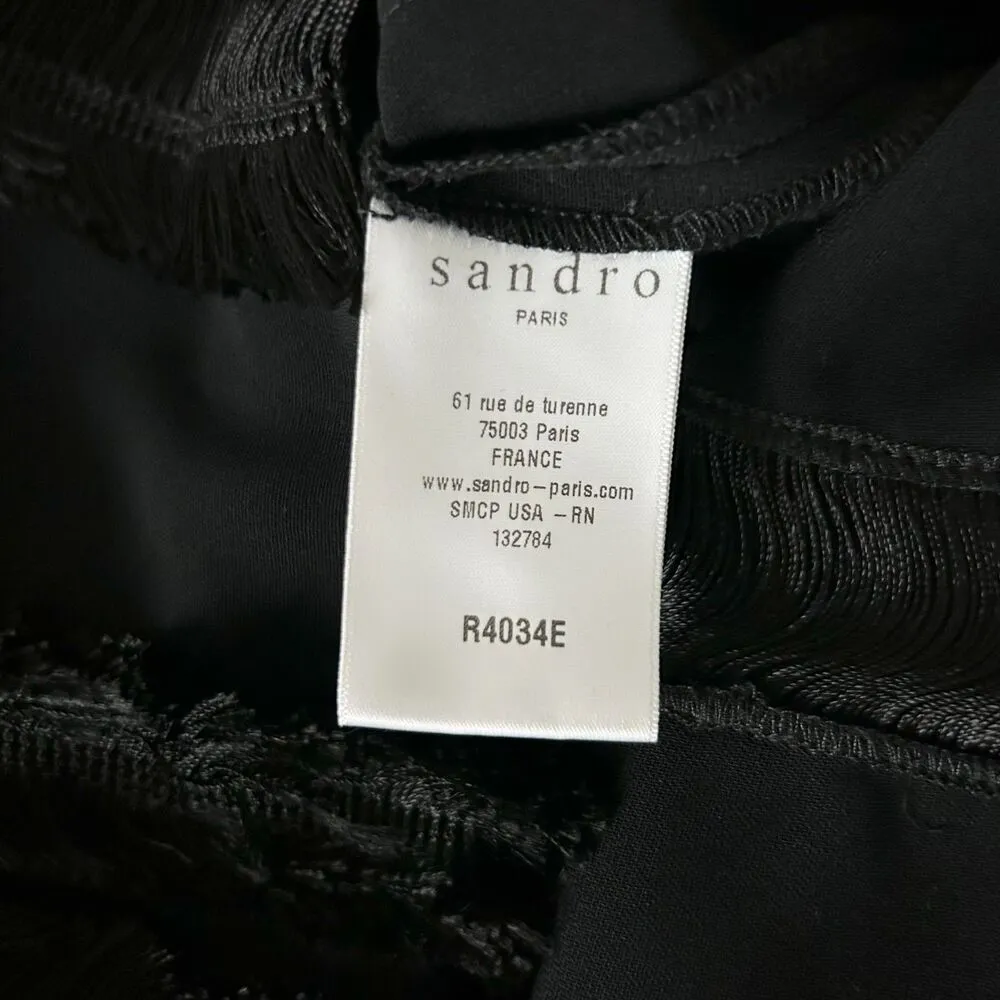 sandro
PARIS
61 rue de turenne
75003 Paris
FRANCE
www.sandro-paris.com
SMCP USA -RN
132784
R4034E